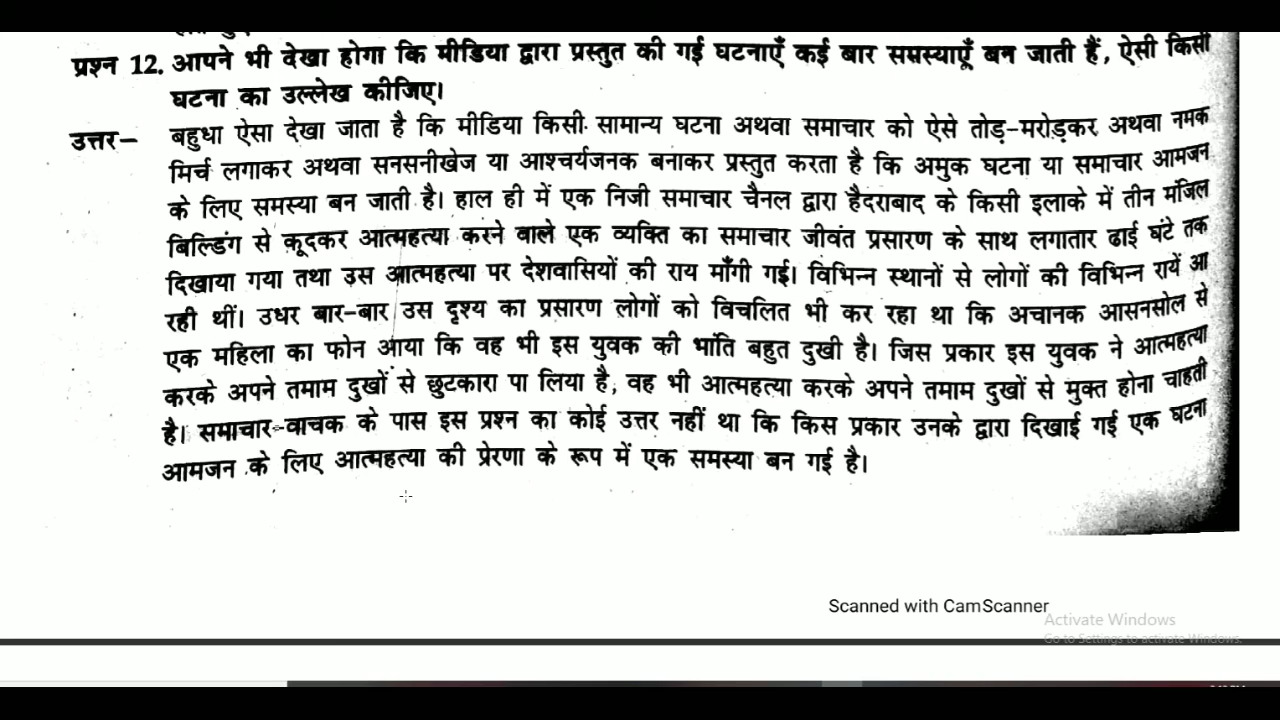 प्रश्न 12. आपने भी देखा होगा कि मीडिया द्वारा प्रस्तुत की गई घटनाएँ कई बार समस्याएँ बन जाती हैं, ऐसी किसी
घटना का उल्लेख कीजिए।
उत्तर— बहुधा ऐसा देखा जाता है कि मीडिया किसी सामान्य घटना अथवा समाचार को ऐसे तोड़-मरोड़कर अथवा नमक
मिर्च लगाकर अथवा सनसनीखेज या आश्चर्यजनक बनाकर प्रस्तुत करता है कि अमुक घटना या समाचार आमजन
के लिए समस्या बन जाती है। हाल ही में एक निजी समाचार चैनल द्वारा हैदराबाद के किसी इलाके में तीन मंजिल
बिल्डिंग से कूदकर आत्महत्या करने वाले एक व्यक्ति का समाचार जीवंत प्रसारण के साथ लगातार ढाई घंटे तक
दिखाया गया तथा उस आत्महत्या पर देशवासियों की राय माँगी गई। विभिन्न स्थानों से लोगों की विभिन्न रायें आ
रही थीं। उधर बार-बार उस दृश्य का प्रसारण लोगों को विचलित भी कर रहा था कि अचानक आसनसोल से
एक महिला का फोन आया कि वह भी इस युवक की भांति बहुत दुखी है। जिस प्रकार इस युवक ने आत्महत्या
करके अपने तमाम दुखों से छुटकारा पा लिया है, वह भी आत्महत्या करके अपने तमाम दुखों से मुक्त होना चाहती
है। समाचार-वाचक के पास इस प्रश्न का कोई उत्तर नहीं था कि किस प्रकार उनके द्वारा दिखाई गई एक घटना
आमजन के लिए आत्महत्या की प्रेरणा के रूप में एक समस्या बन गई है।
Scanned with CamScanner
Activate Windows
Go to Settings to activate Windows.